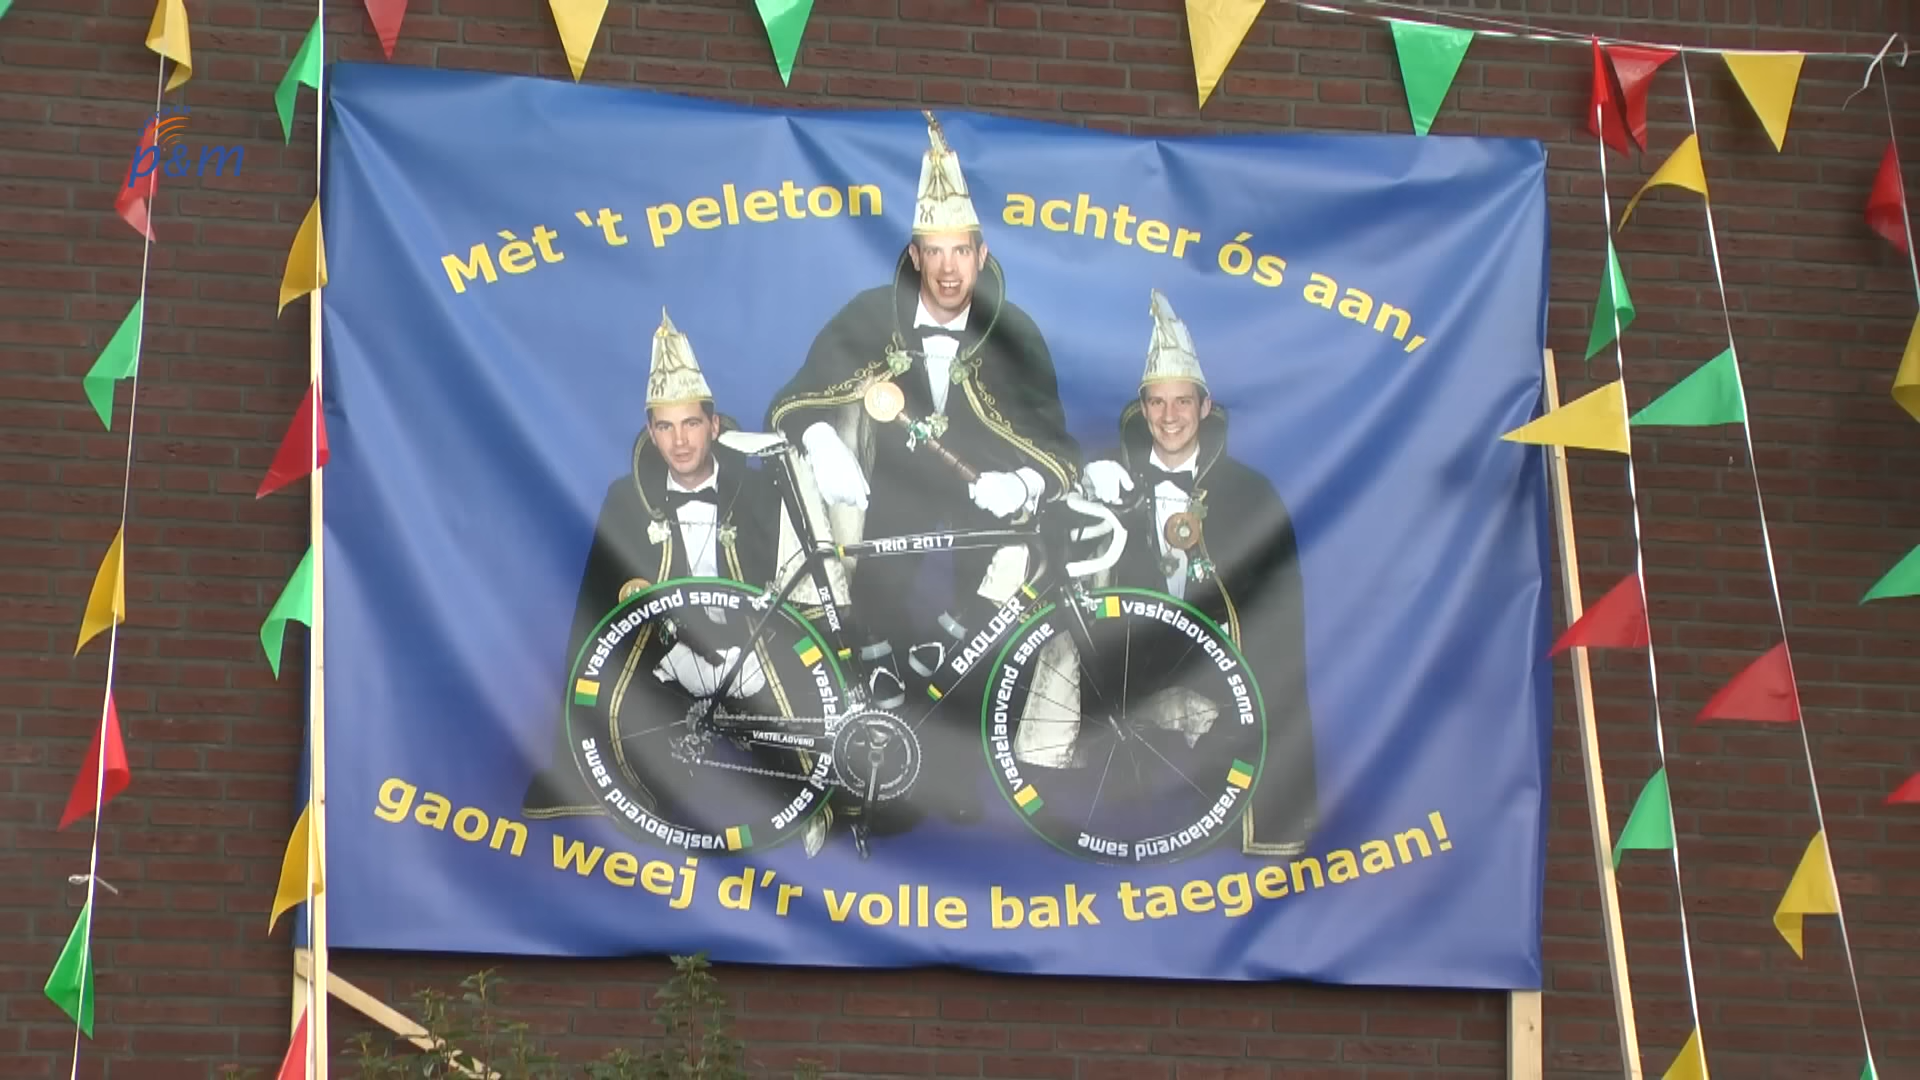 p&m
Mèt 't peleton achter ós aan,
TRIO 2017
DE KOOK
BADLDER
vastelaovend same
vastelaovend same
vastelaovend same
vastelaovend same
vastelaovend same
vastelaovend same
VASTELAOVEND
gaon weej d'r volle bak taegenaan!